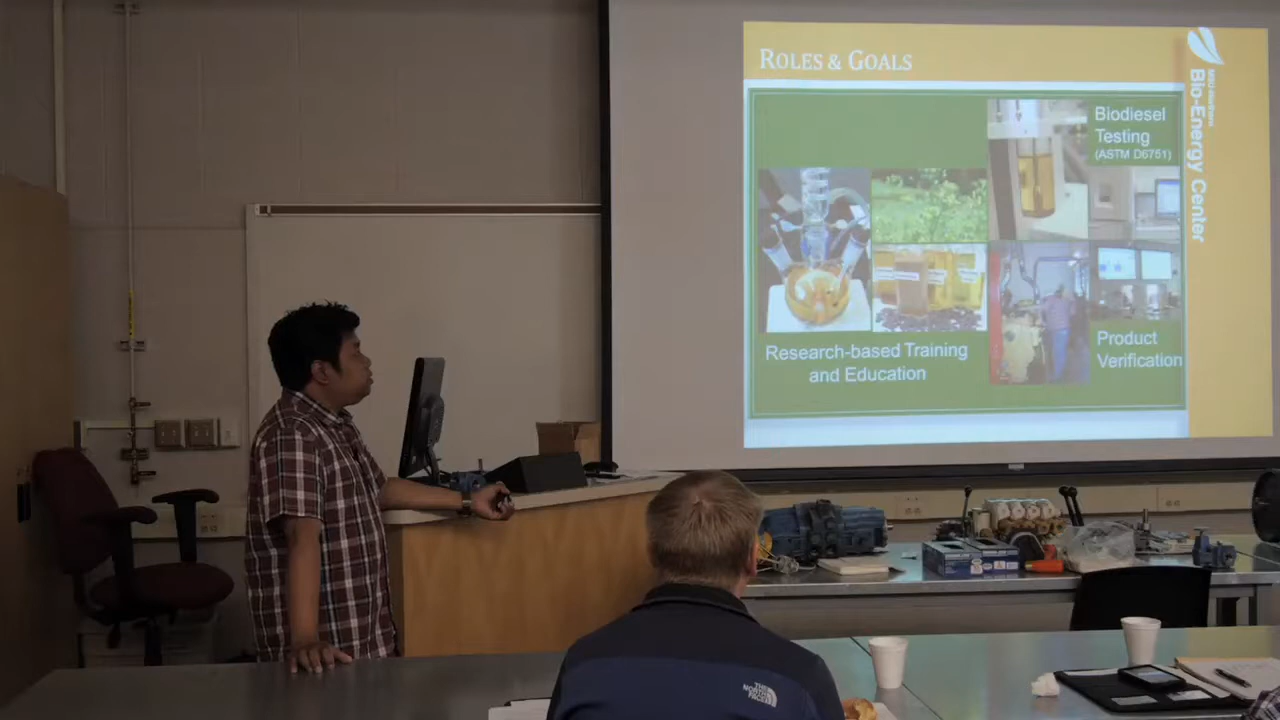 ROLES & GOALS
Biodiesel
Testing
(ASTM D6751)
Bio-Energy Center
Research-based Training
and Education
Product
Verification
THE
NORTH
FACE